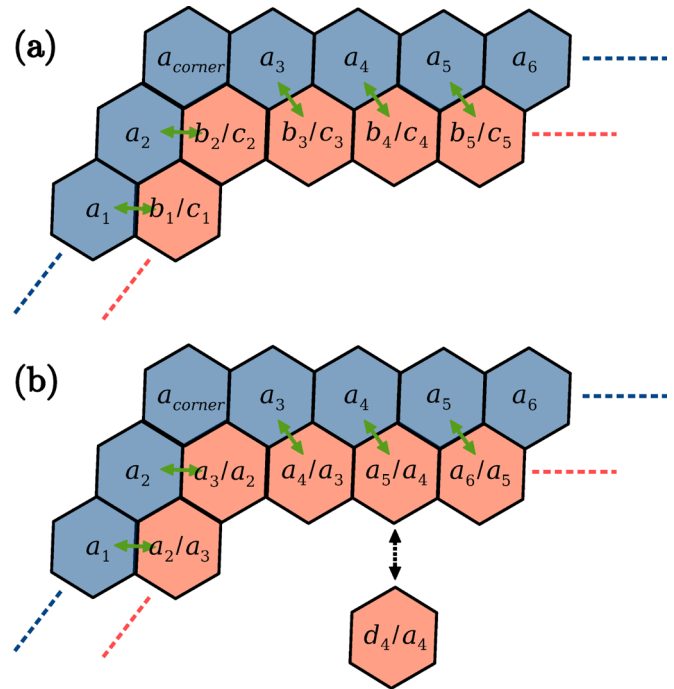 (a)
a_corner a_3 a_4 a_5 a_6
a_2 b_2/c_2 b_3/c_3 b_4/c_4 b_5/c_5
a_1 b_1/c_1
(b)
a_corner a_3 a_4 a_5 a_6
a_2 a_3/a_2 a_4/a_3 a_5/a_4 a_6/a_5
a_1 a_2/a_3
d_4/a_4